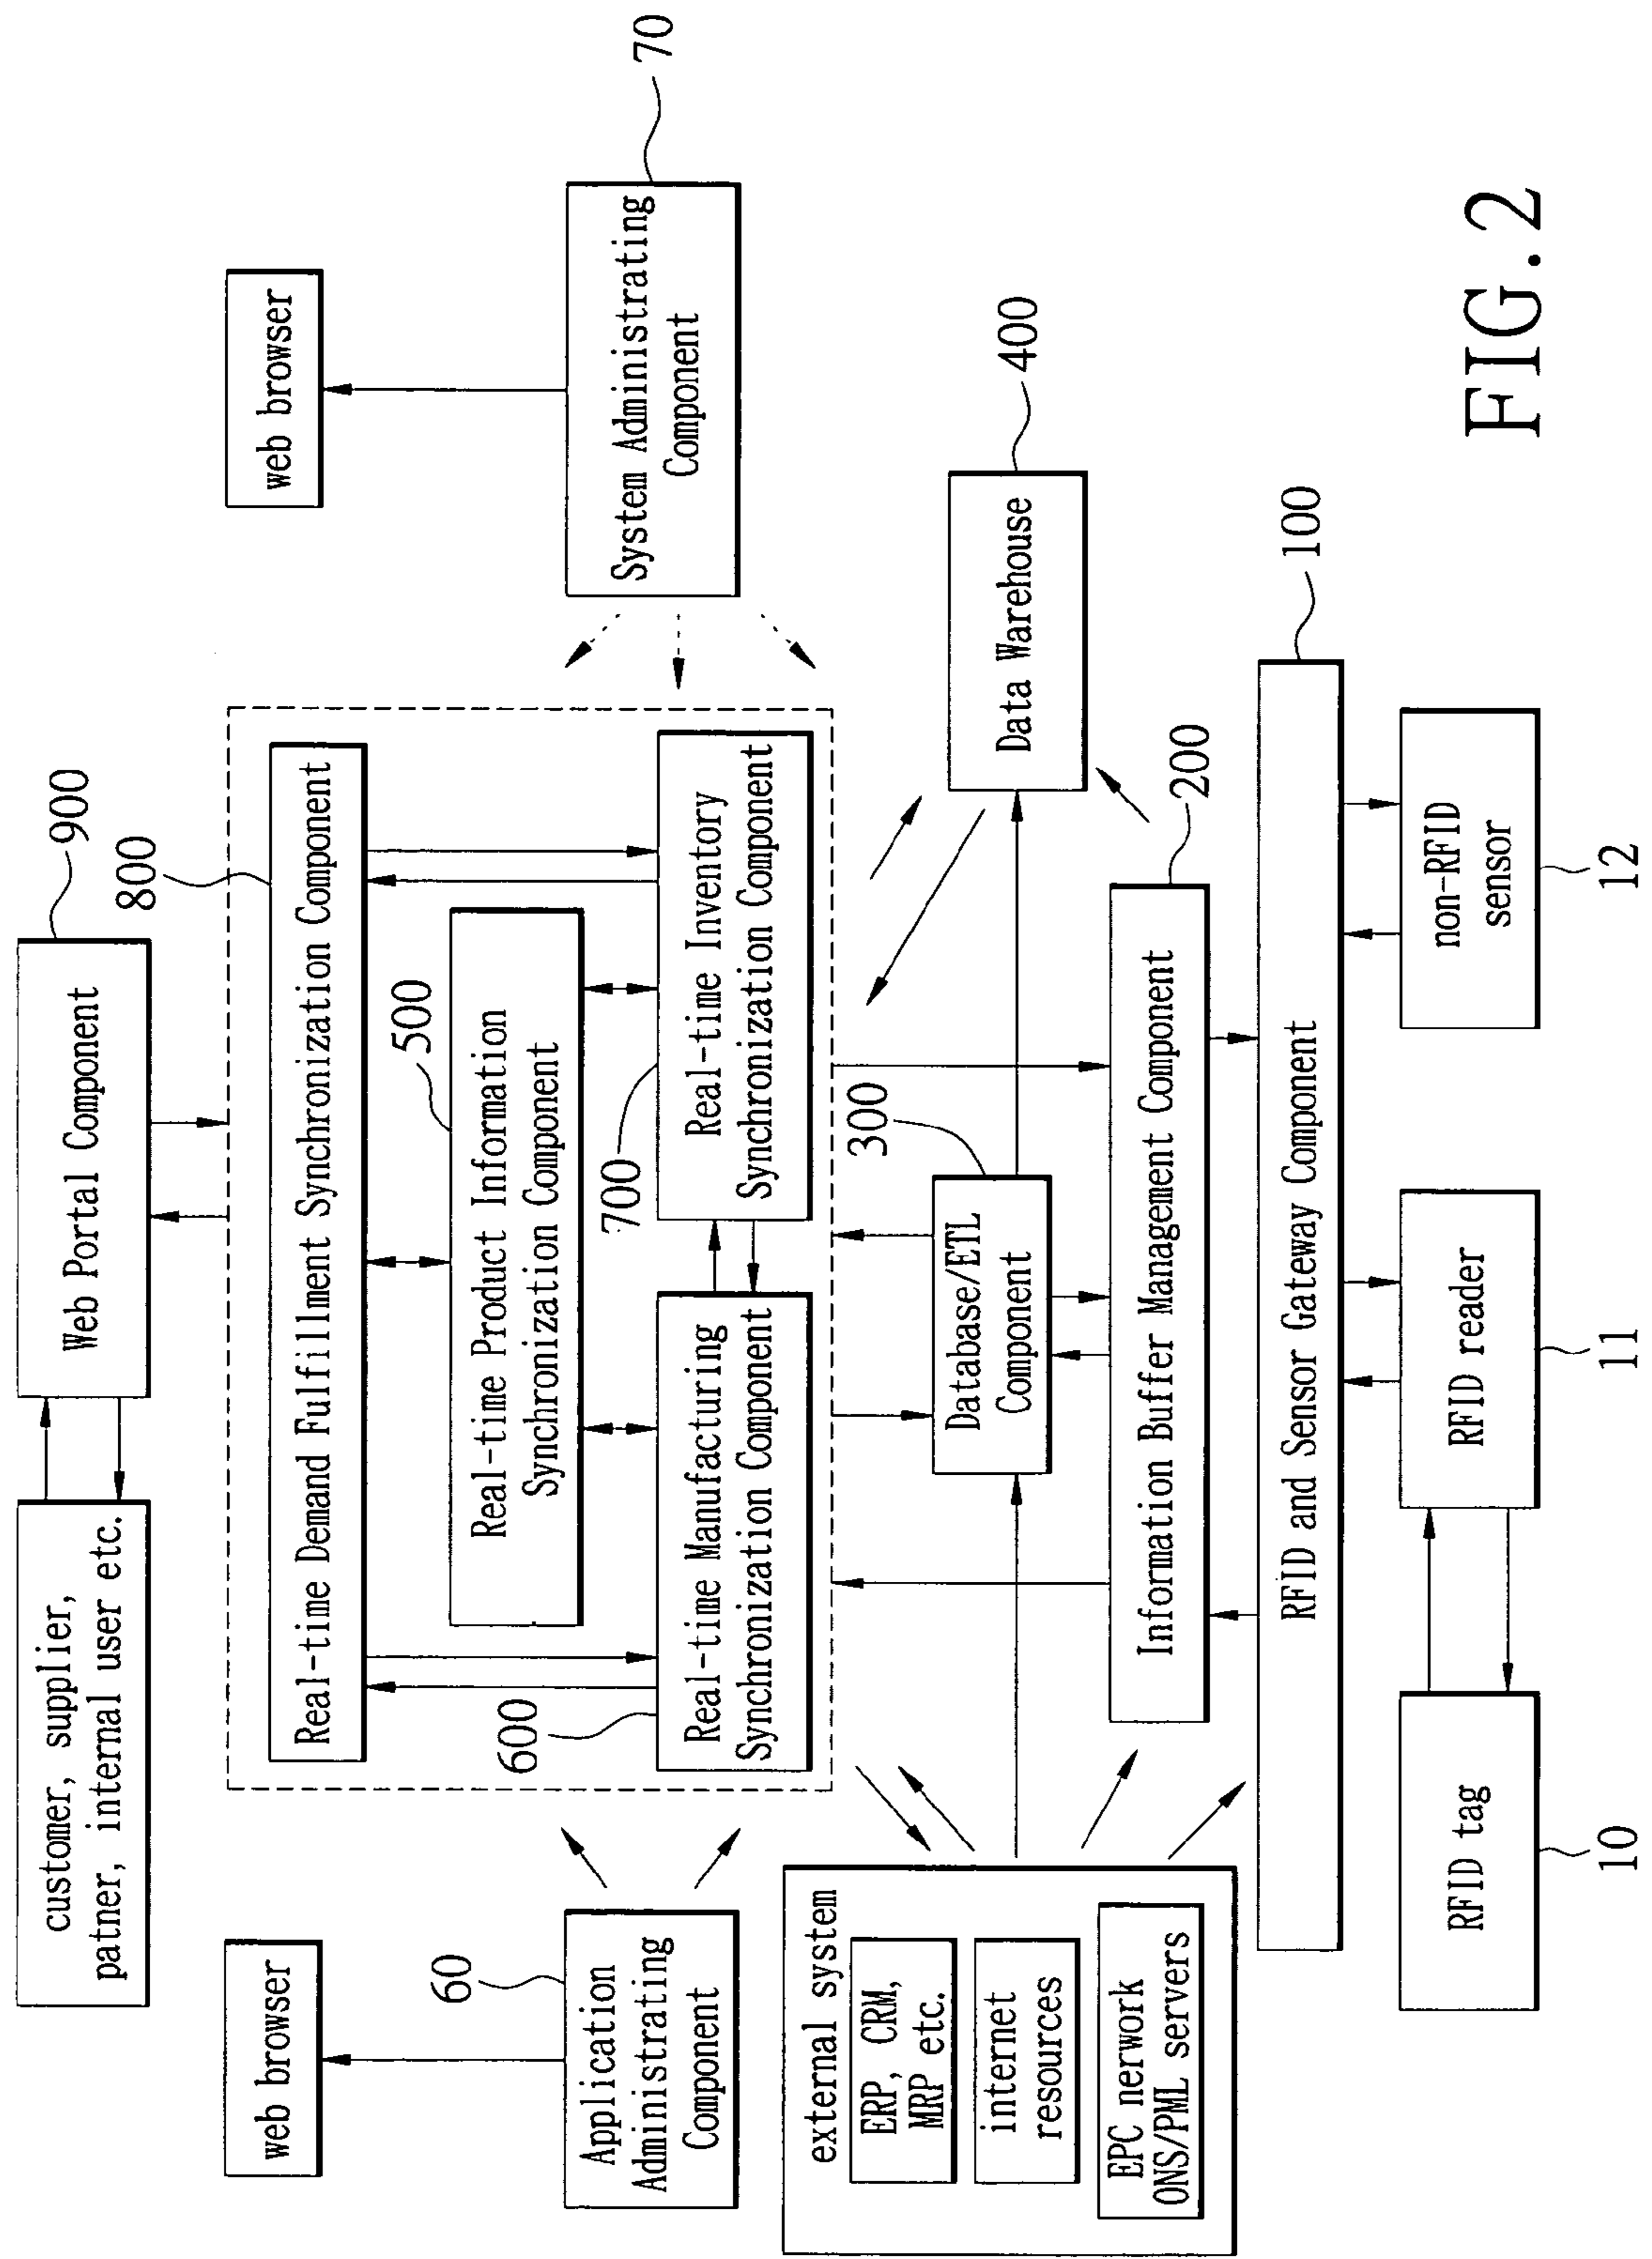 customer, supplier,
patner, internal user etc.
Web Portal Component
900
800
web browser
web browser
Real-time Demand Fulfillment Synchronization Component
500
Real-time Product Information
Synchronization Component
600
Real-time Manufacturing
Synchronization Component
700
Real-time Inventory
Synchronization Component
60
Application
Administrating
Component
System Administrating
Component
70
external system
ERP, CRM,
MRP etc.
internet
resources
EPC nerwork
ONS/PML servers
300
Database/ETL
Component
Data Warehouse
400
200
Information Buffer Management Component
RFID and Sensor Gateway Component
100
RFID tag
10
RFID reader
11
non-RFID
sensor
12
FIG.2